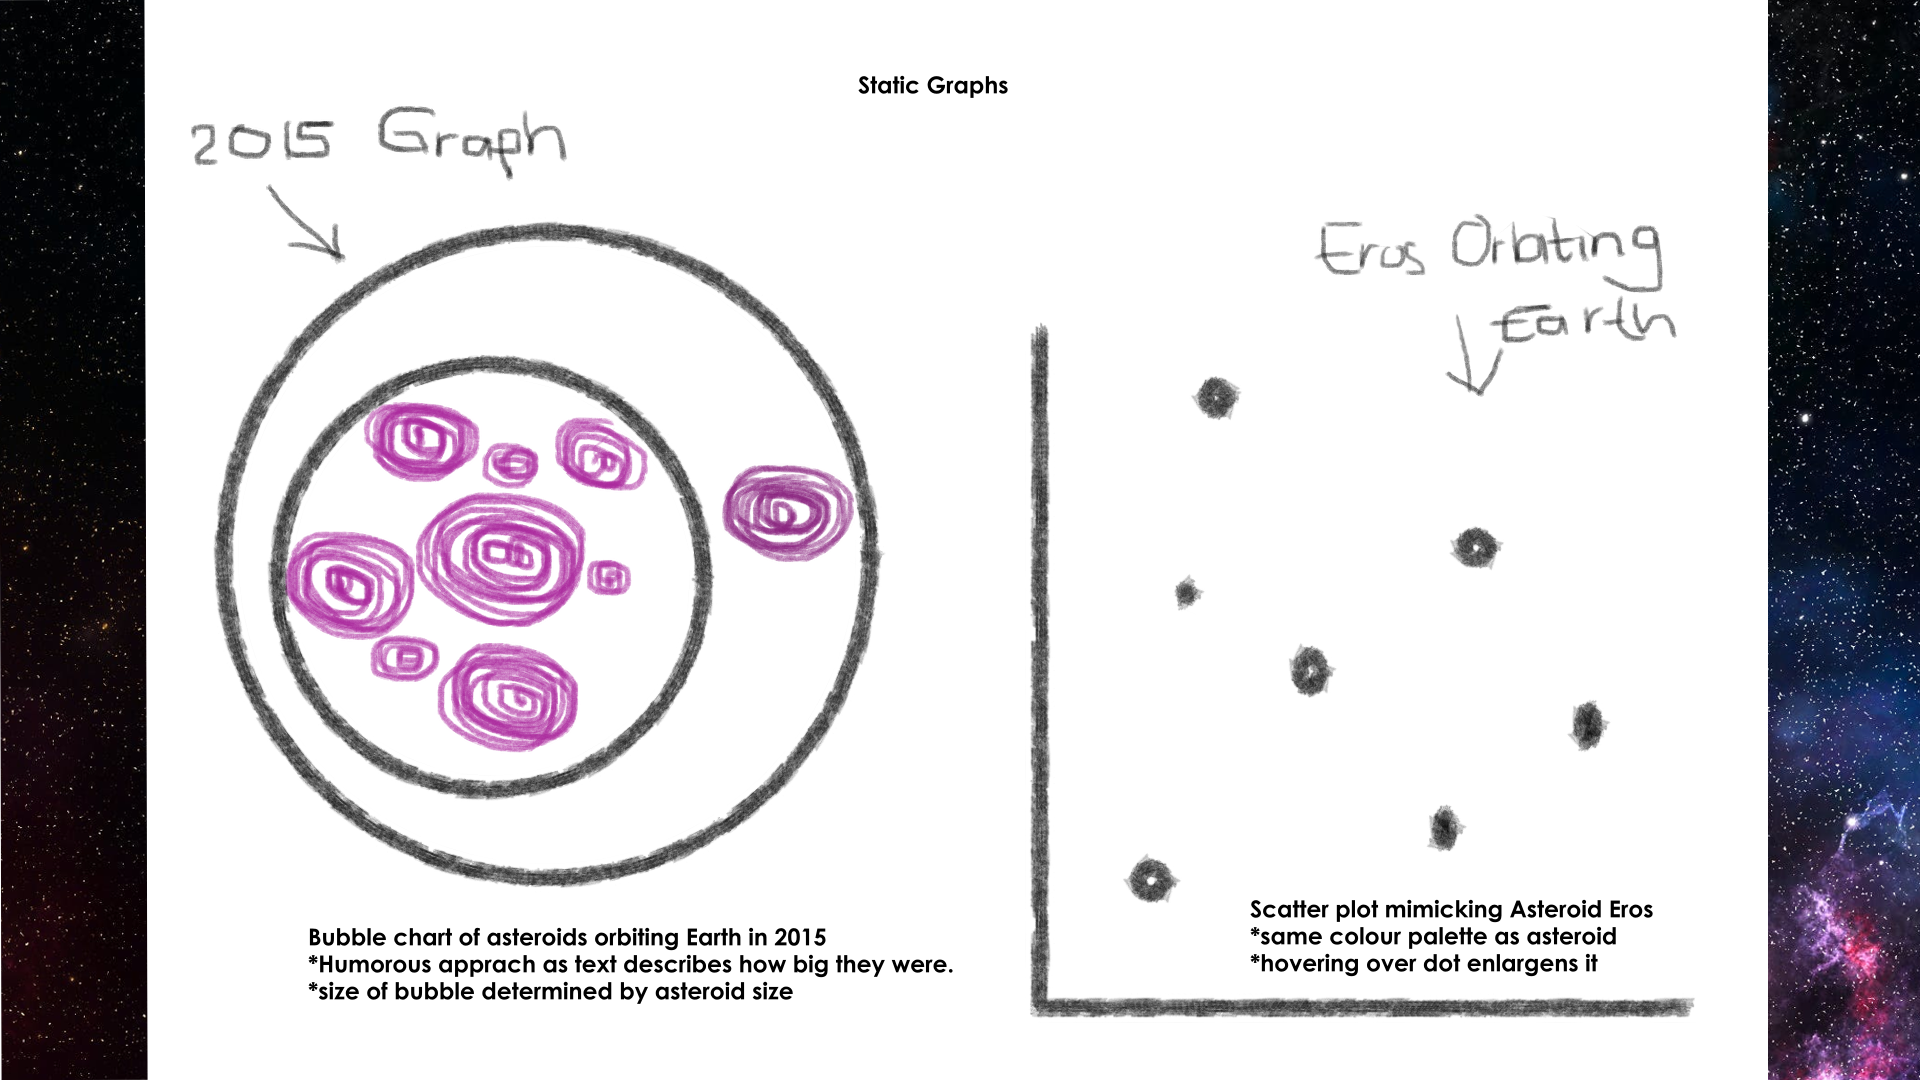 Static Graphs
2015 Graph
Eros Orbiting
Earth
Bubble chart of asteroids orbiting Earth in 2015
*Humorous apprach as text describes how big they were.
*size of bubble determined by asteroid size
Scatter plot mimicking Asteroid Eros
*same colour palette as asteroid
*hovering over dot enlargens it